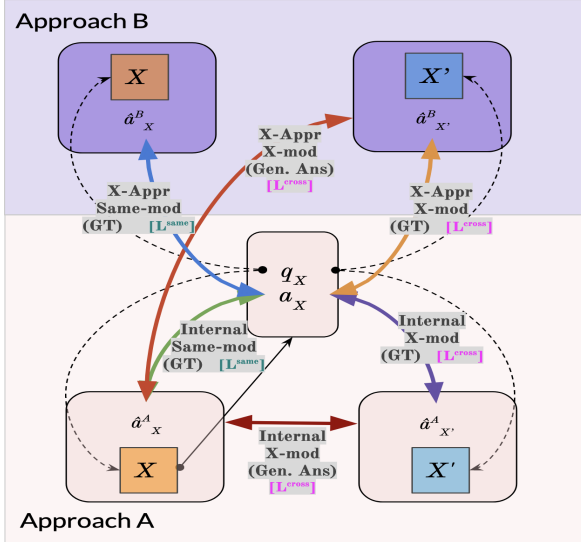 Approach B
X
X'
â^B_X
â^B_X'
X-Appr
X-mod
(Gen. Ans)
[L^cross]
X-Appr
Same-mod
(GT) [L^same]
X-Appr
X-mod
(GT) [L^cross]
q_X
a_X
Internal
Same-mod
(GT) [L^same]
Internal
X-mod
(GT) [L^cross]
â^A_X
â^A_X'
Internal
X-mod
(Gen. Ans)
[L^cross]
X
X'
Approach A